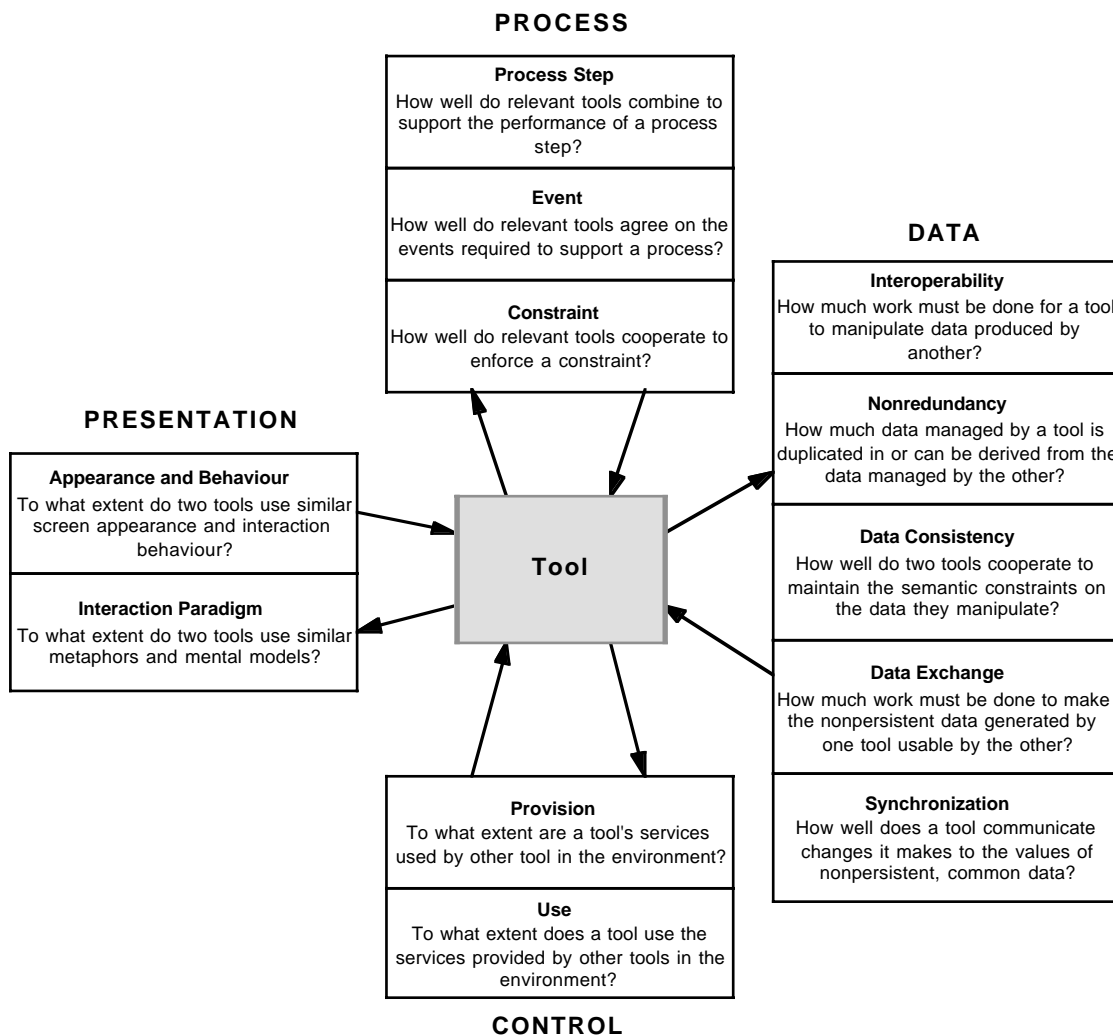 PROCESS
Process Step
How well do relevant tools combine to
support the performance of a process
step?
Event
How well do relevant tools agree on the
events required to support a process?
Constraint
How well do relevant tools cooperate to
enforce a constraint?
DATA
Interoperability
How much work must be done for a tool
to manipulate data produced by
another?
Nonredundancy
How much data managed by a tool is
duplicated in or can be derived from the
data managed by the other?
Data Consistency
How well do two tools cooperate to
maintain the semantic constraints on
the data they manipulate?
Data Exchange
How much work must be done to make
the nonpersistent data generated by
one tool usable by the other?
Synchronization
How well does a tool communicate
changes it makes to the values of
nonpersistent, common data?
PRESENTATION
Appearance and Behaviour
To what extent do two tools use similar
screen appearance and interaction
behaviour?
Interaction Paradigm
To what extent do two tools use similar
metaphors and mental models?
Tool
Provision
To what extent are a tool's services
used by other tool in the environment?
Use
To what extent does a tool use the
services provided by other tools in the
environment?
CONTROL